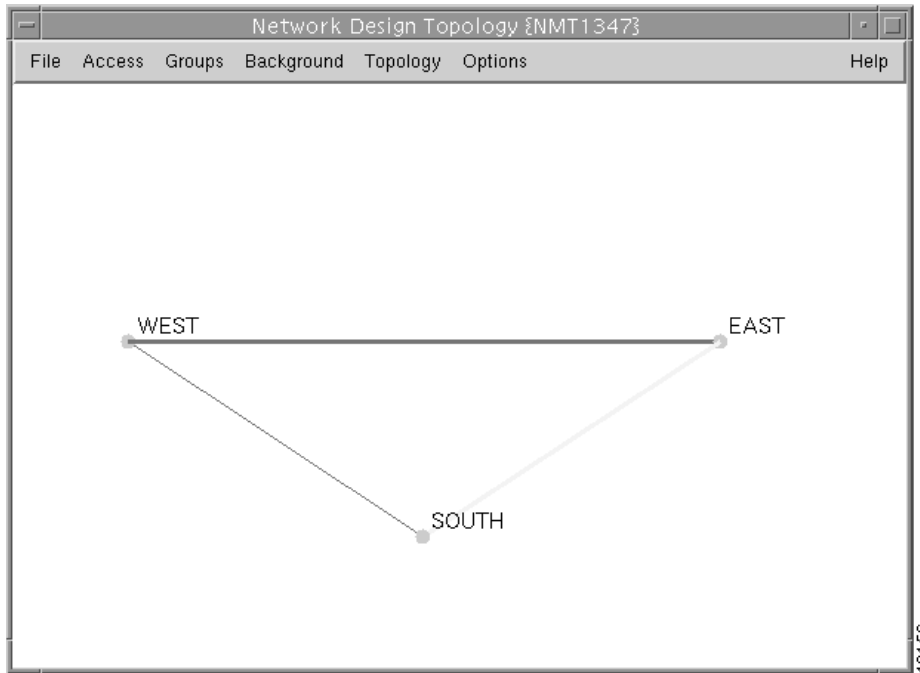 Network Design Topology {NMT1347}
File Access Groups Background Topology Options Help
WEST
EAST
SOUTH